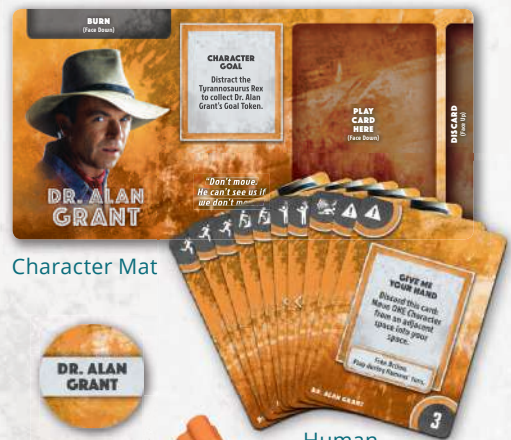 BURN
(Face Down)
CHARACTER
GOAL
Distract the
Tyrannosaurus Rex
to collect Dr. Alan
Grant's Goal Token.
PLAY
CARD
HERE
(Face Down)
DISCARD
(Face Up)
DR. ALAN
GRANT
"Don't move.
He can't see us if
we don't
Character Mat
GIVE ME
YOUR HAND
Discard this card:
Move ONE Character
from an adjacent
space into your
space.
Free Action.
Play during Humans' turn.
DR. ALAN GRANT
3
DR. ALAN
GRANT
Human